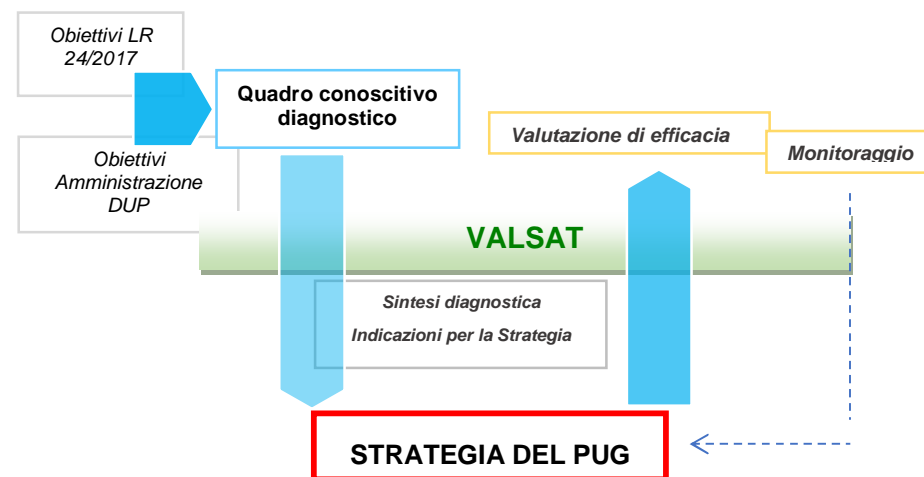 Obiettivi LR
24/2017
Quadro conoscitivo
diagnostico
Obiettivi
Amministrazione
DUP
Valutazione di efficacia
Monitoraggio
VALSAT
Sintesi diagnostica
Indicazioni per la Strategia
STRATEGIA DEL PUG